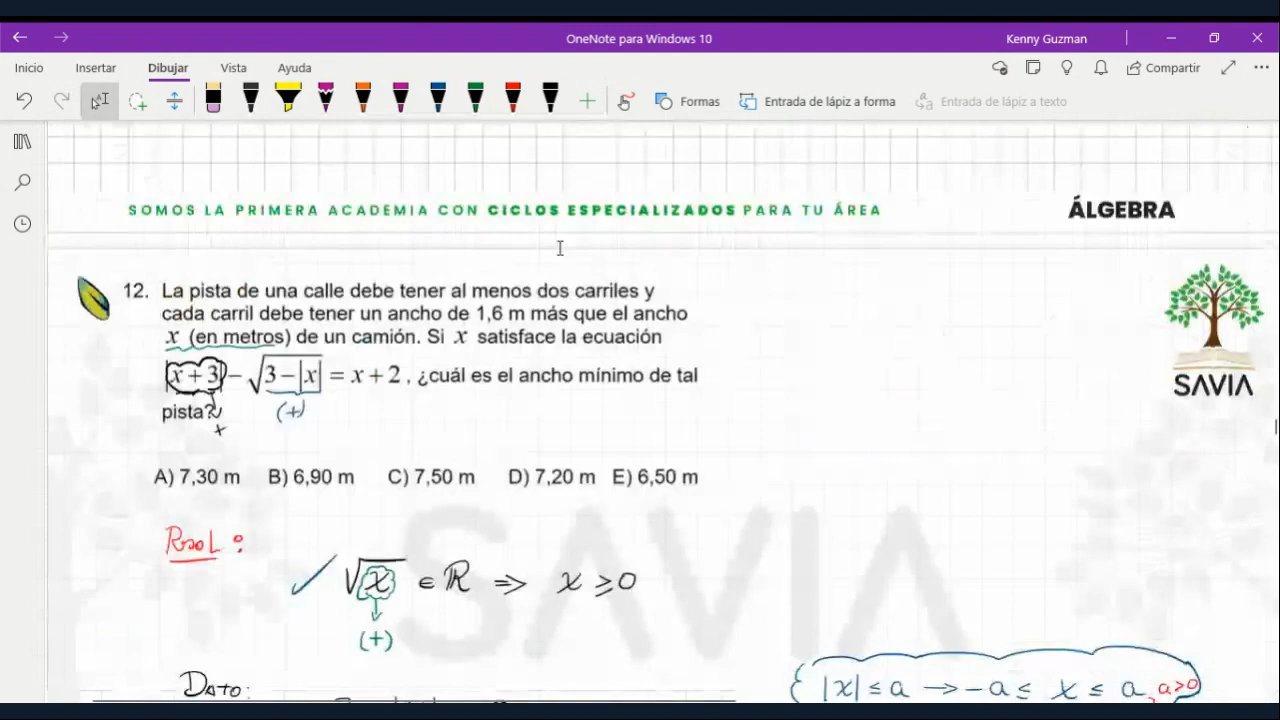 OneNote para Windows 10
Kenny Guzman
Inicio Insertar Dibujar Vista Ayuda
Compartir
Formas Entrada de lápiz a forma Entrada de lápiz a texto
SOMOS LA PRIMERA ACADEMIA CON CICLOS ESPECIALIZADOS PARA TU ÁREA
ÁLGEBRA
12. La pista de una calle debe tener al menos dos carriles y
cada carril debe tener un ancho de 1,6 m más que el ancho
x (en metros) de un camión. Si x satisface la ecuación
|x + 3| − √(3 − |x|) = x + 2 , ¿cuál es el ancho mínimo de tal
pista?
+
(+)
A) 7,30 m B) 6,90 m C) 7,50 m D) 7,20 m E) 6,50 m
SAVIA
Resol :
√x ∈ ℝ ⇒ x ≥ 0
(+)
SAVIA
DATO:
|x| ≤ a → -a ≤ x ≤ a, a>0